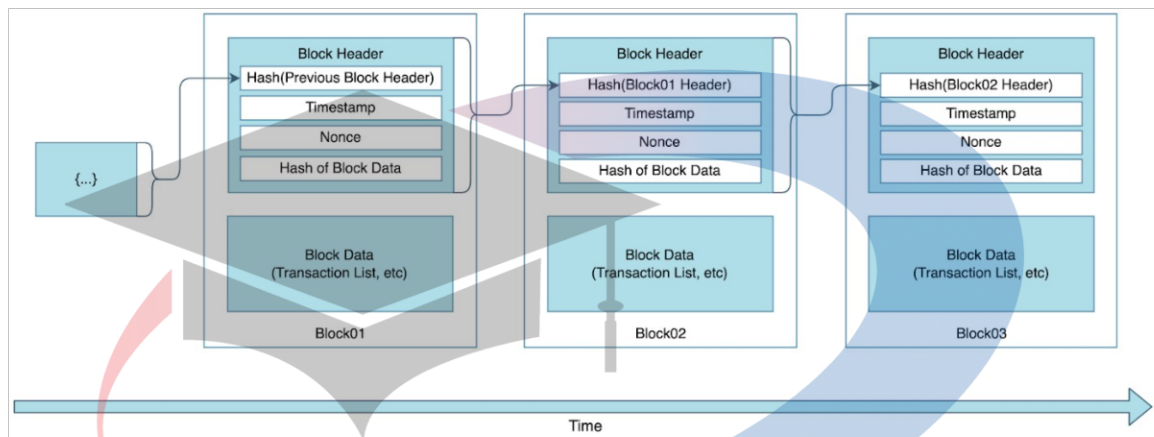 {...}
Block Header
Hash(Previous Block Header)
Timestamp
Nonce
Hash of Block Data
Block Data
(Transaction List, etc)
Block01
Block Header
Hash(Block01 Header)
Timestamp
Nonce
Hash of Block Data
Block Data
(Transaction List, etc)
Block02
Block Header
Hash(Block02 Header)
Timestamp
Nonce
Hash of Block Data
Block Data
(Transaction List, etc)
Block03
Time